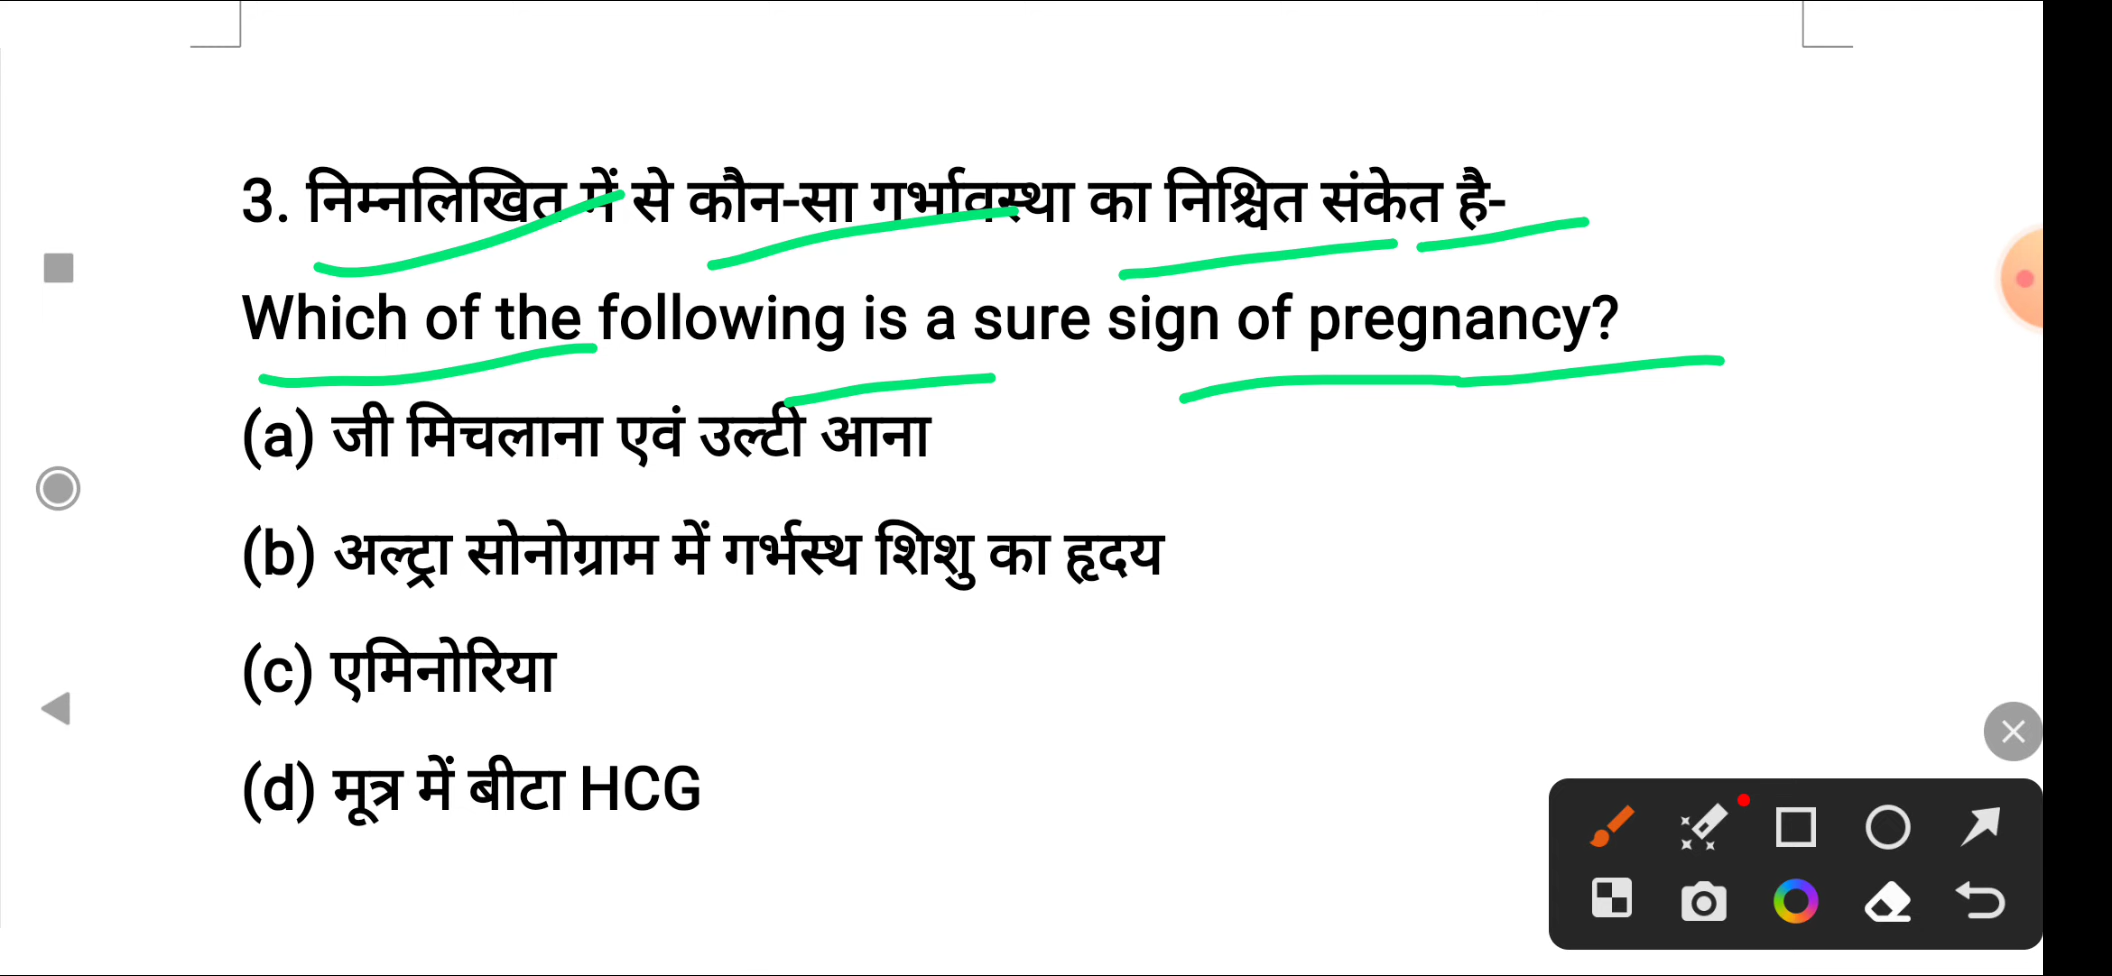 3. निम्नलिखित में से कौन-सा गर्भावस्था का निश्चित संकेत है-
Which of the following is a sure sign of pregnancy?
(a) जी मिचलाना एवं उल्टी आना
(b) अल्ट्रा सोनोग्राम में गर्भस्थ शिशु का हृदय
(c) एमिनोरिया
(d) मूत्र में बीटा HCG